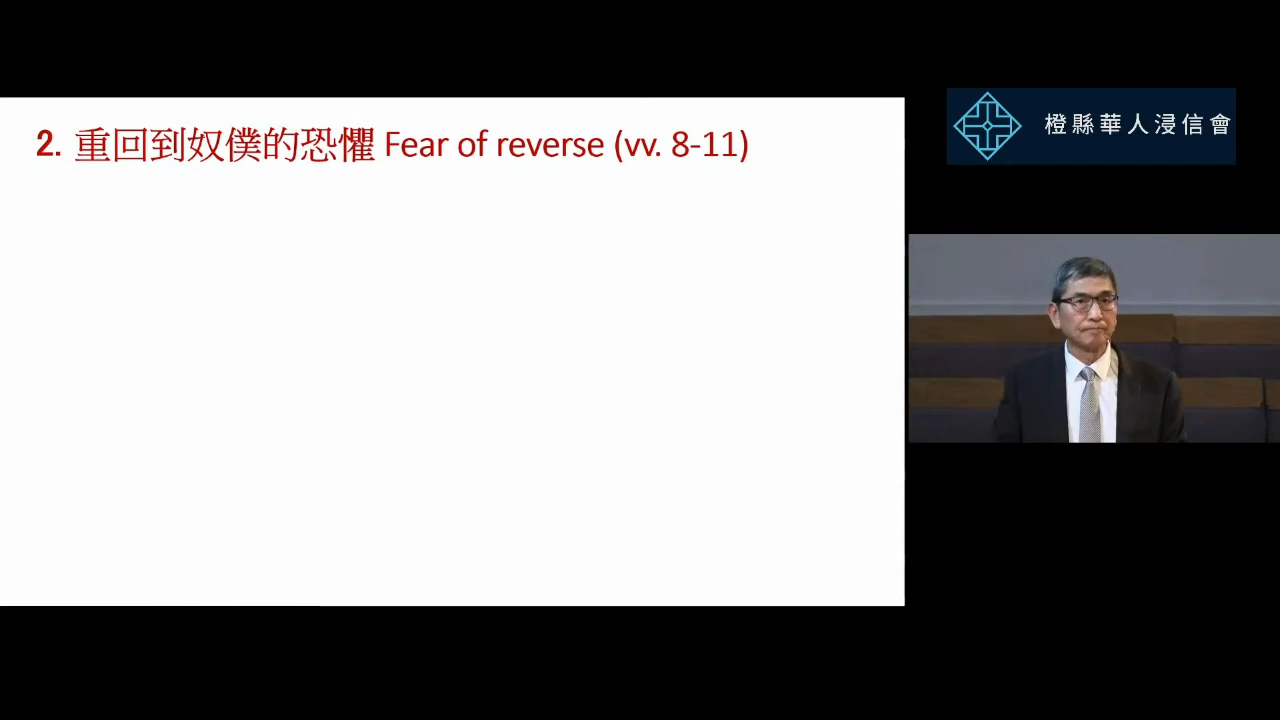 2. 重回到奴僕的恐懼 Fear of reverse (vv. 8-11)
橙縣華人浸信會